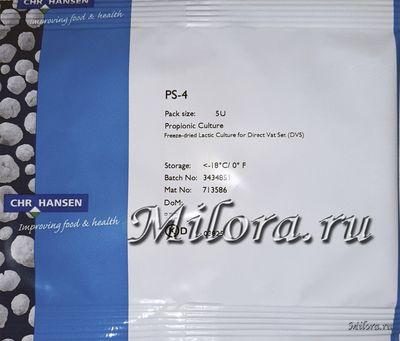 CHR HANSEN
Improving food & health
PS-4
Pack size: 5U
Propionic Culture
Freeze-dried Lactic Culture for Direct Vat Set (DVS)
Storage: <-18°C/ 0° F
Batch No: 3434851
Mat No: 713586
DoM:
CHR HANSEN
Improving food & health
K D
Milora.ru
Milora.ru